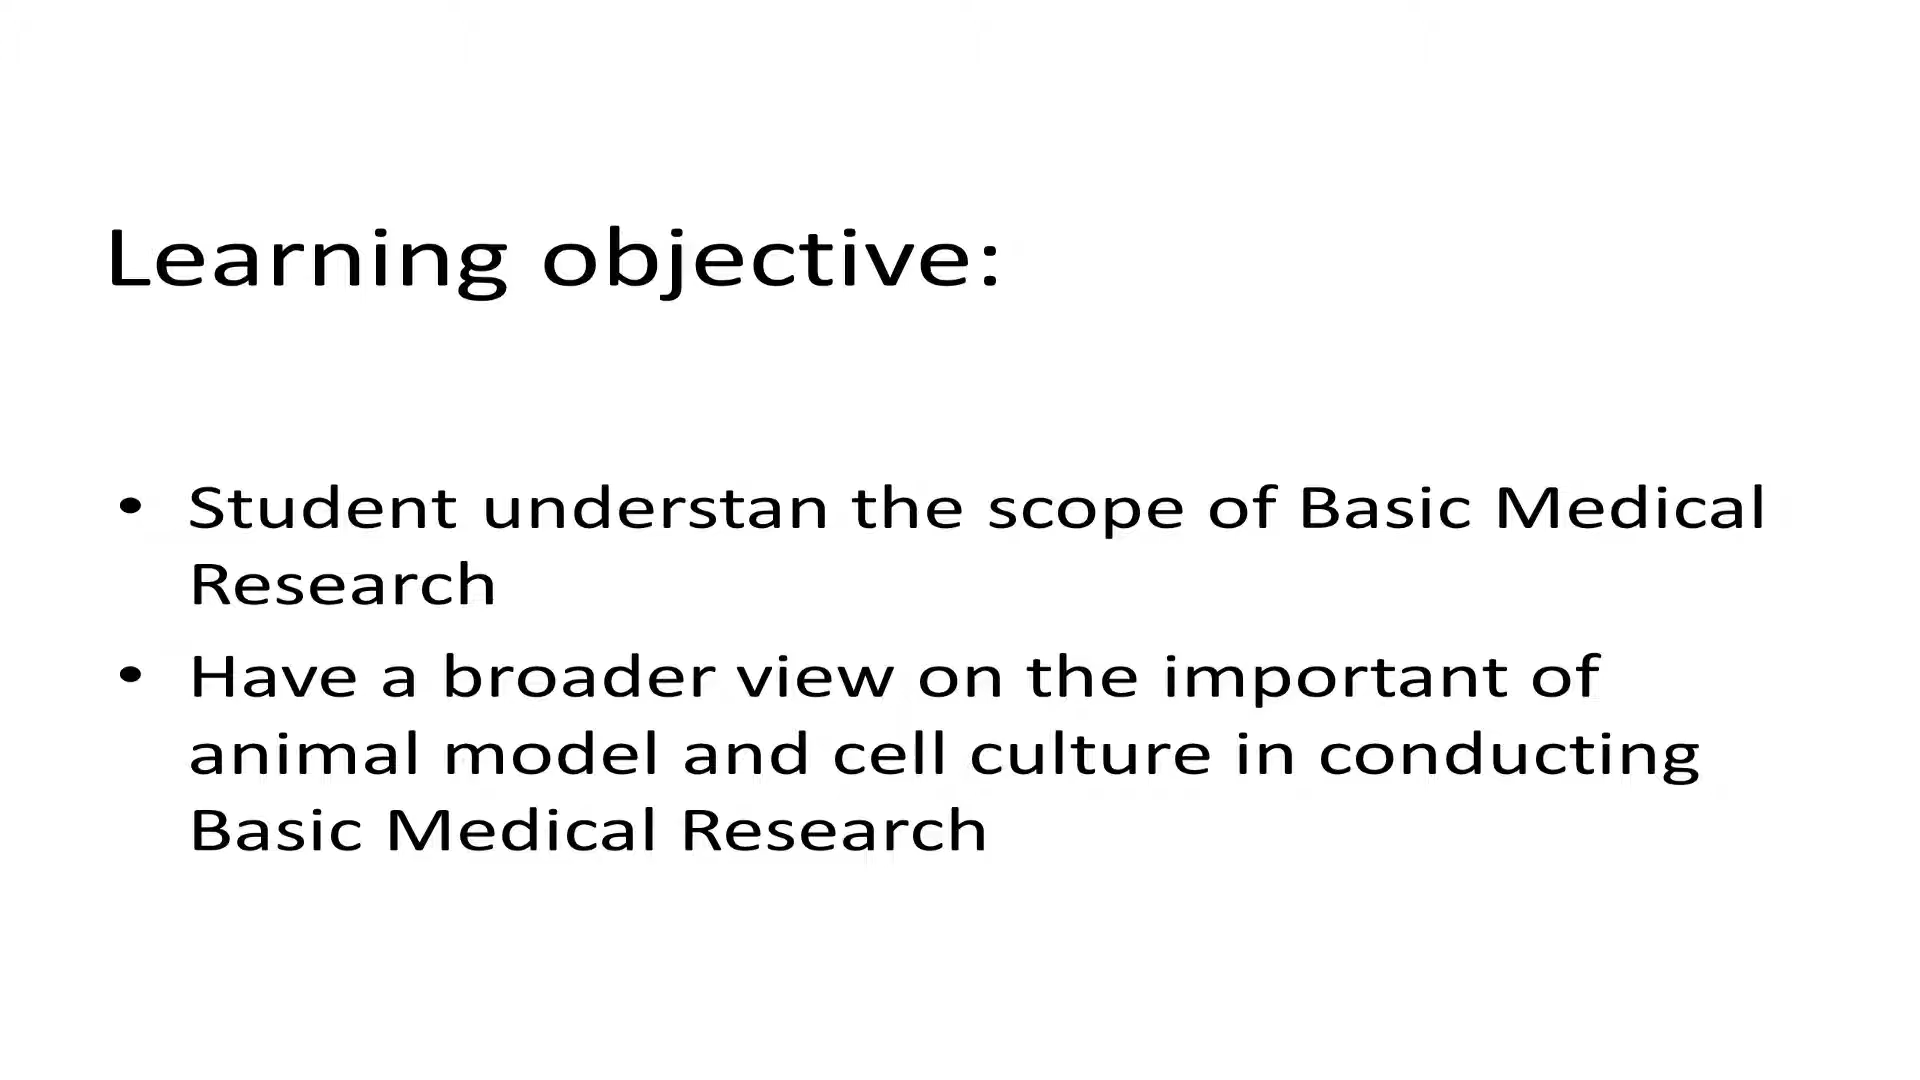 Learning objective:
• Student understan the scope of Basic Medical
Research
• Have a broader view on the important of
animal model and cell culture in conducting
Basic Medical Research